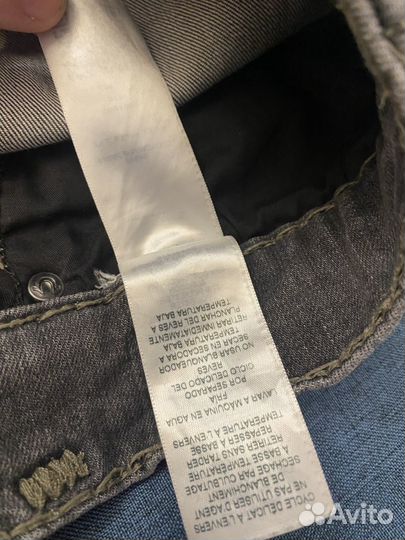 CYCLE DÉLICAT À L'ENVERS
NE PAS UTILISER D'AGENT
DE BLANCHIMENT
SÉCHAGE PAR CULBUTAGE
À BASSE TEMPÉRATURE
RETIRER SANS TARDER
REPASSER À BASSE
TEMPÉRATURE À L'ENVERS
LAVAR A MÁQUINA EN AGUA
FRÍA
POR SEPARADO
CICLO DELICADO DEL
REVÉS
NO USAR BLANQUEADOR
SECAR EN SECADORA A
TEMPERATURA BAJA
RETIRAR INMEDIATAMENTE
PLANCHAR DEL REVÉS A
TEMPERATURA BAJA
Avito